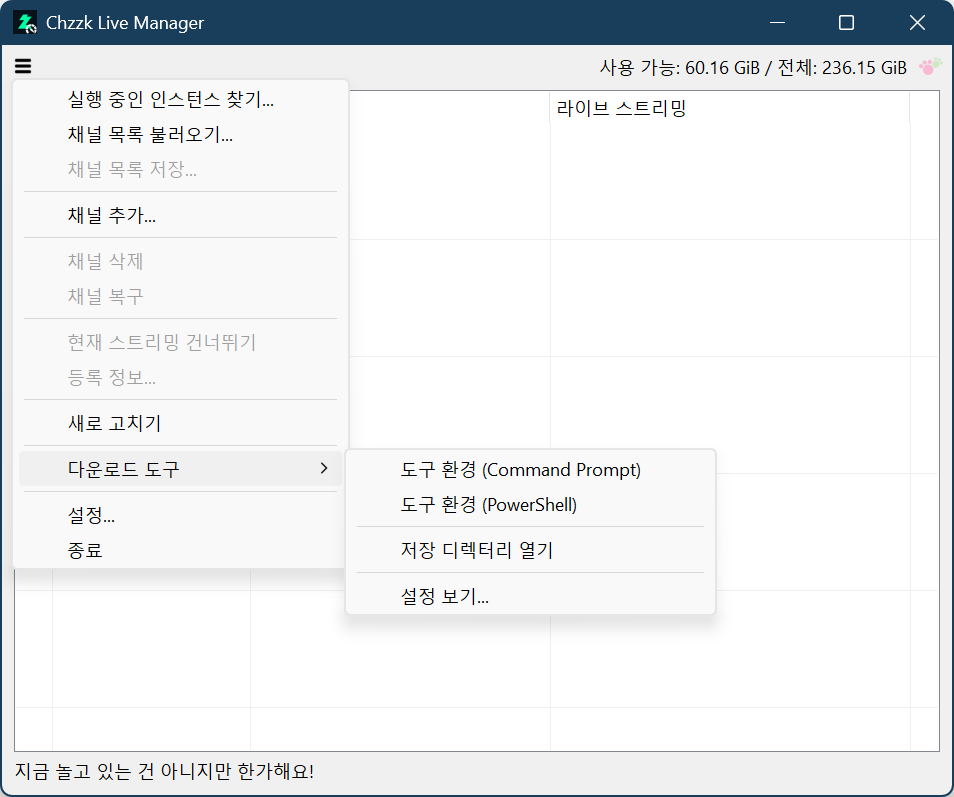 Chzzk Live Manager
사용 가능: 60.16 GiB / 전체: 236.15 GiB
라이브 스트리밍
실행 중인 인스턴스 찾기...
채널 목록 불러오기...
채널 목록 저장...
채널 추가...
채널 삭제
채널 복구
현재 스트리밍 건너뛰기
등록 정보...
새로 고치기
다운로드 도구
설정...
종료
도구 환경 (Command Prompt)
도구 환경 (PowerShell)
저장 디렉터리 열기
설정 보기...
지금 놀고 있는 건 아니지만 한가해요!